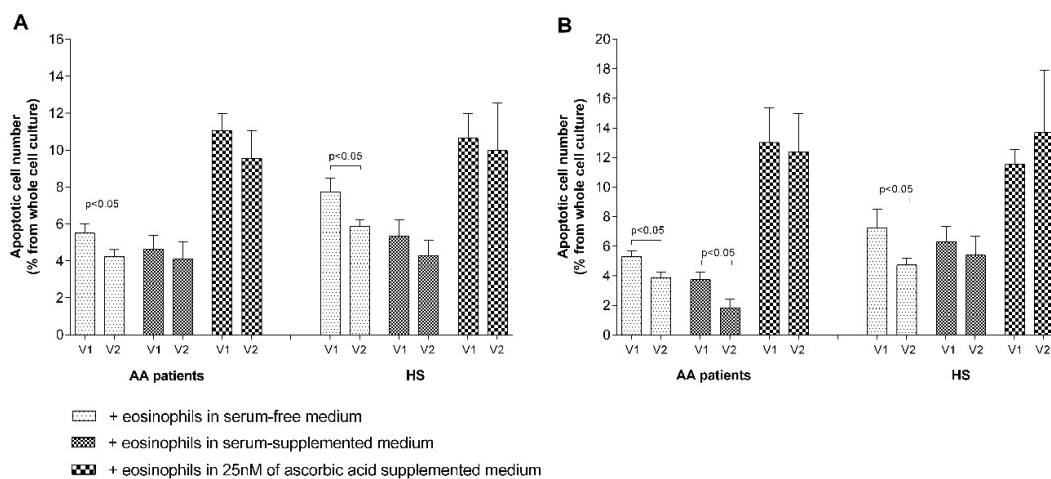 A
Apoptotic cell number
(% from whole cell culture)
16
14
12
10
8
6
4
2
0
p<0.05
p<0.05
V1 V2 V1 V2 V1 V2 V1 V2 V1 V2 V1 V2
AA patients HS
B
Apoptotic cell number
(% from whole cell culture)
20
18
16
14
12
10
8
6
4
2
0
p<0.05
p<0.05
p<0.05
V1 V2 V1 V2 V1 V2 V1 V2 V1 V2 V1 V2
AA patients HS
+ eosinophils in serum-free medium
+ eosinophils in serum-supplemented medium
+ eosinophils in 25nM of ascorbic acid supplemented medium